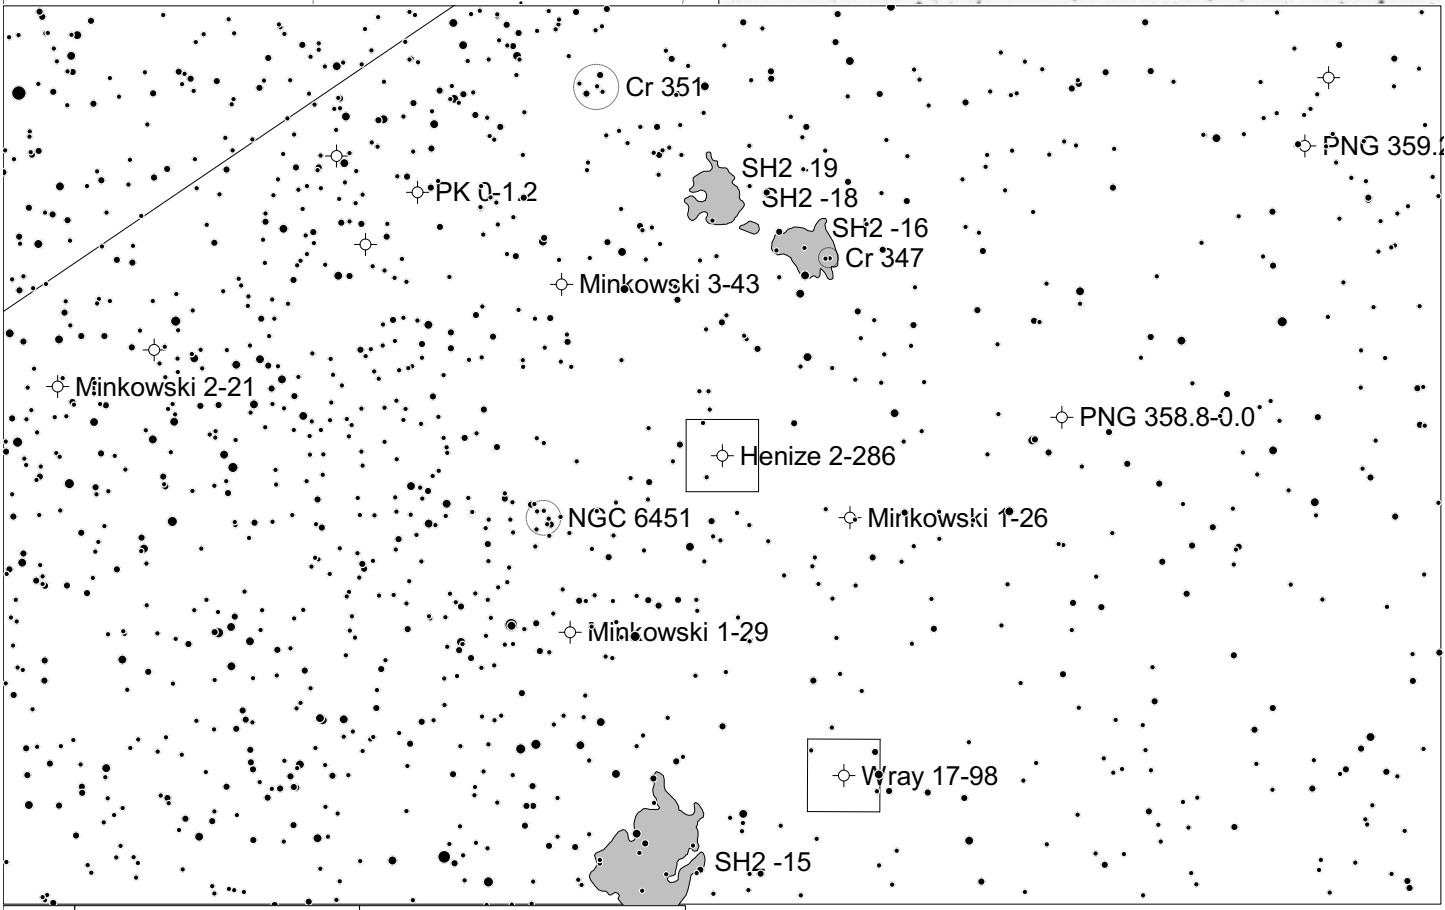 Cr 351
PNG 359.2
SH2 -19
PK 0-1.2
SH2 -18
SH2 -16
Cr 347
Minkowski 3-43
Minkowski 2-21
PNG 358.8-0.0
Henize 2-286
NGC 6451
Minkowski 1-26
Minkowski 1-29
Wray 17-98
SH2 -15